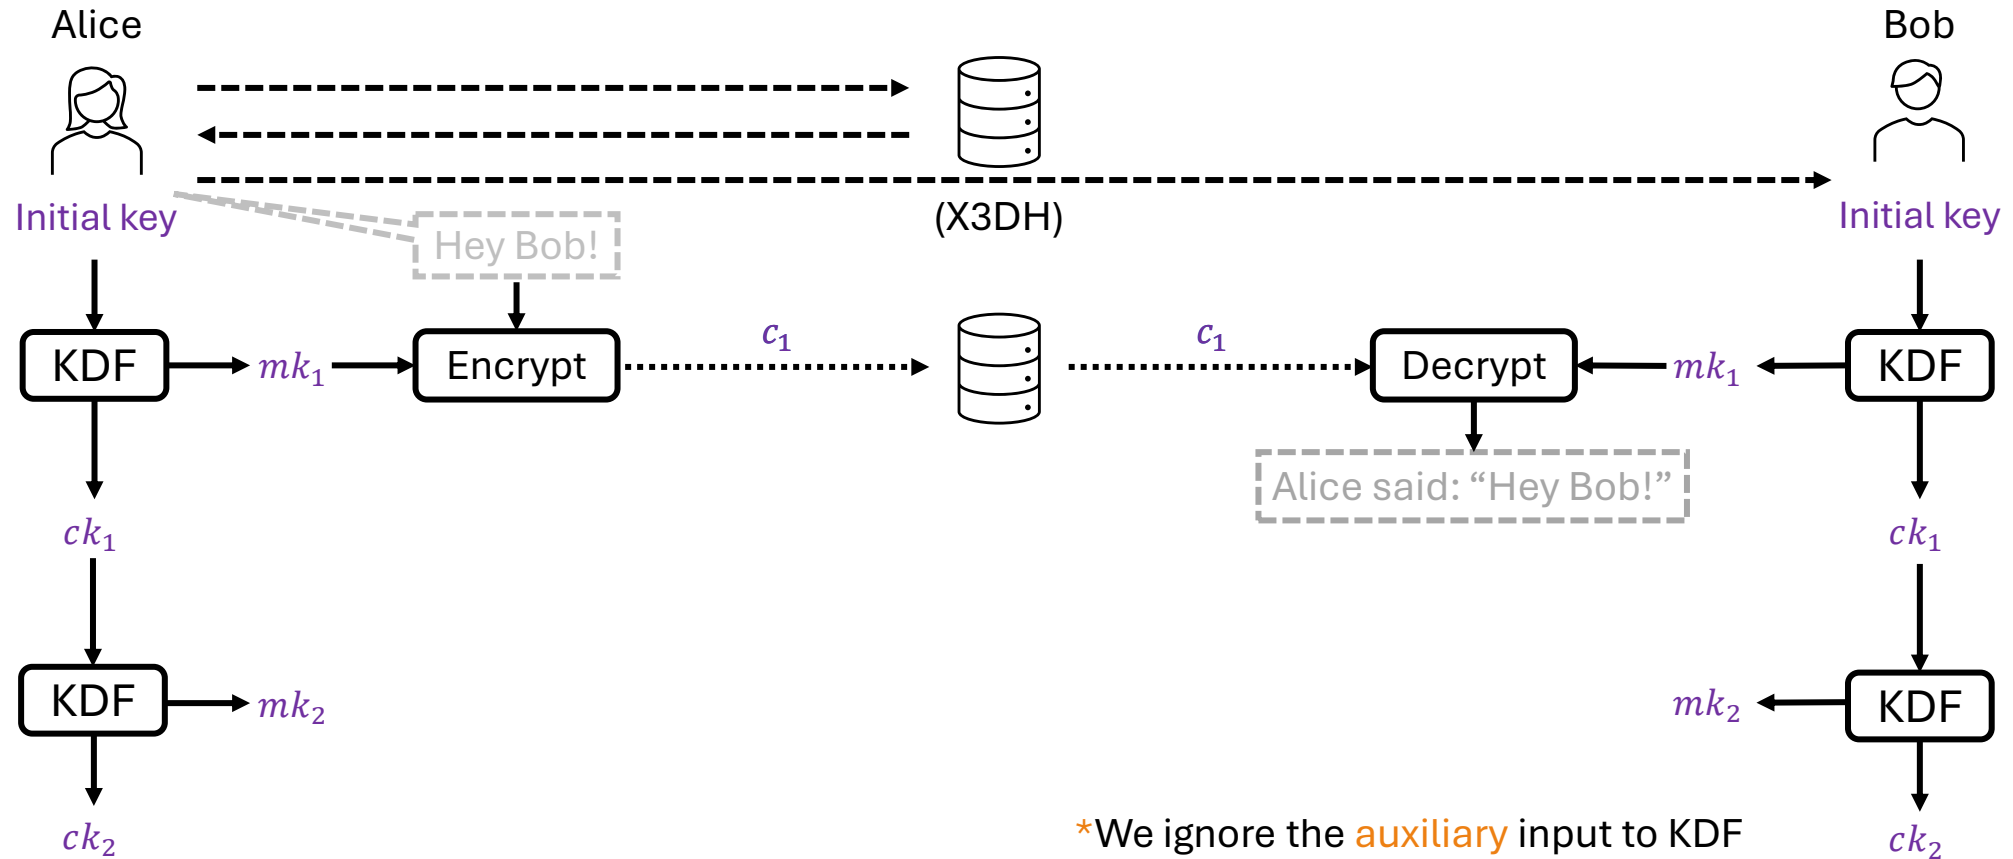 Alice
Bob
Initial key
(X3DH)
Initial key
Hey Bob!
KDF
mk₁
Encrypt
c₁
c₁
Decrypt
mk₁
KDF
Alice said: “Hey Bob!”
ck₁
ck₁
KDF
mk₂
mk₂
KDF
ck₂
*We ignore the auxiliary input to KDF
ck₂